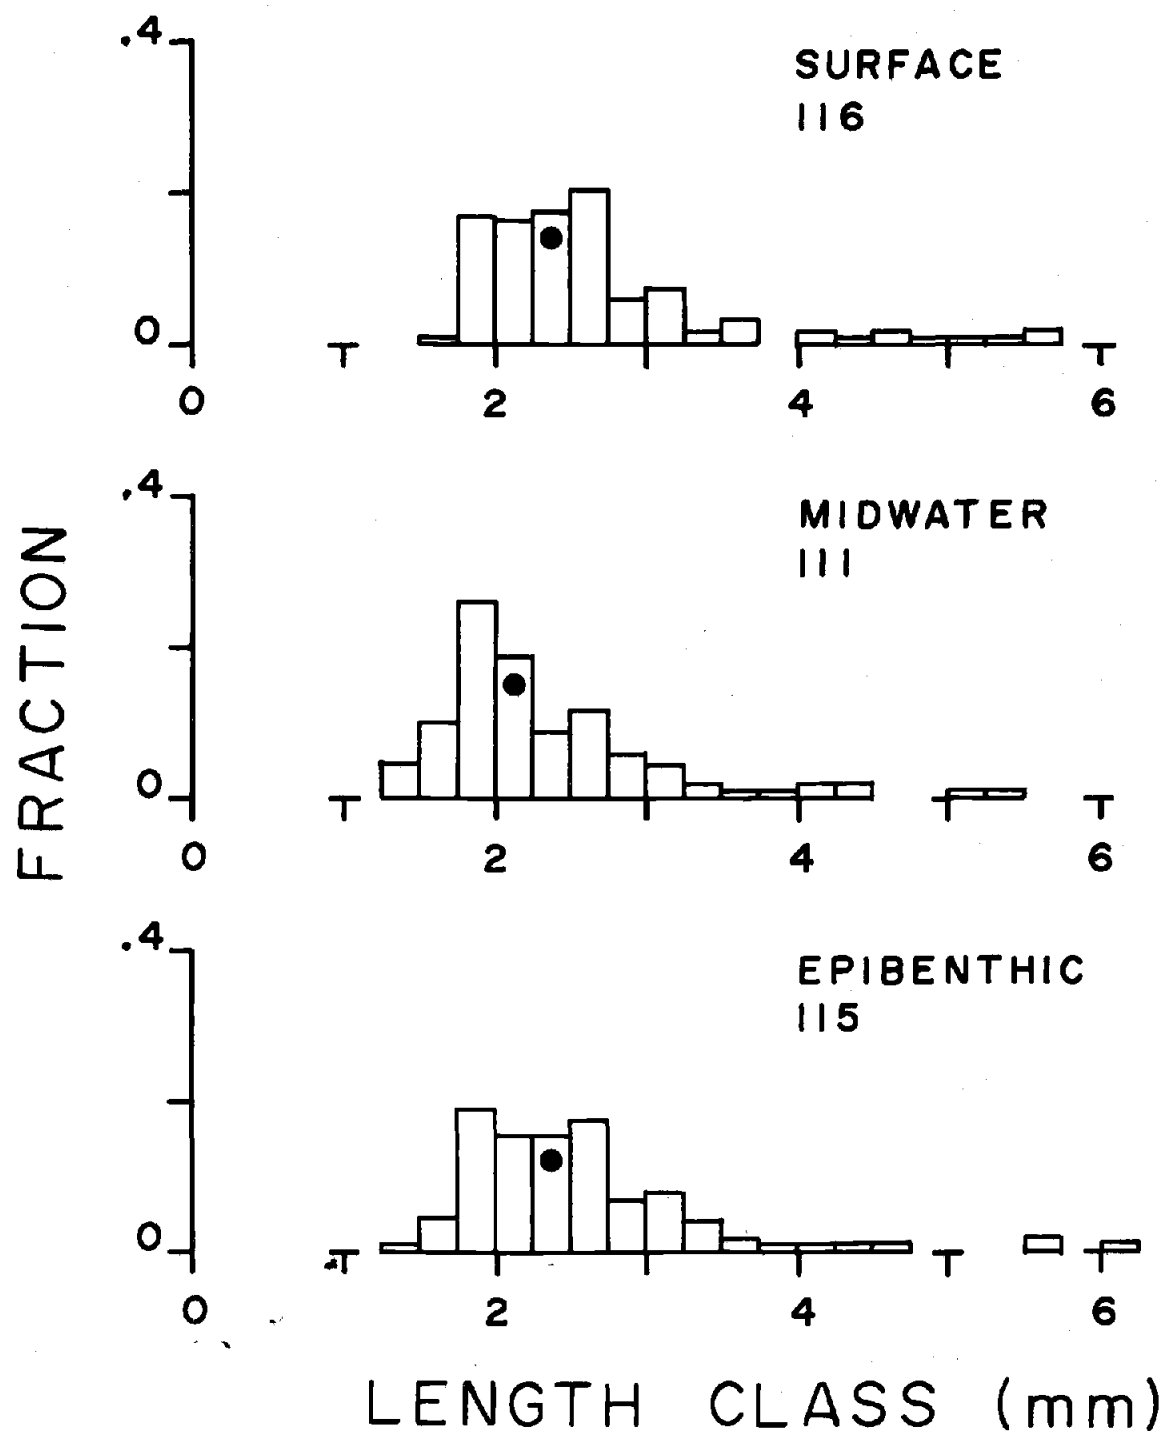 .4
SURFACE
116
0
0 2 4 6
.4
MIDWATER
111
0
0 2 4 6
FRACTION
.4
EPIBENTHIC
115
0
0 2 4 6
LENGTH CLASS (mm)